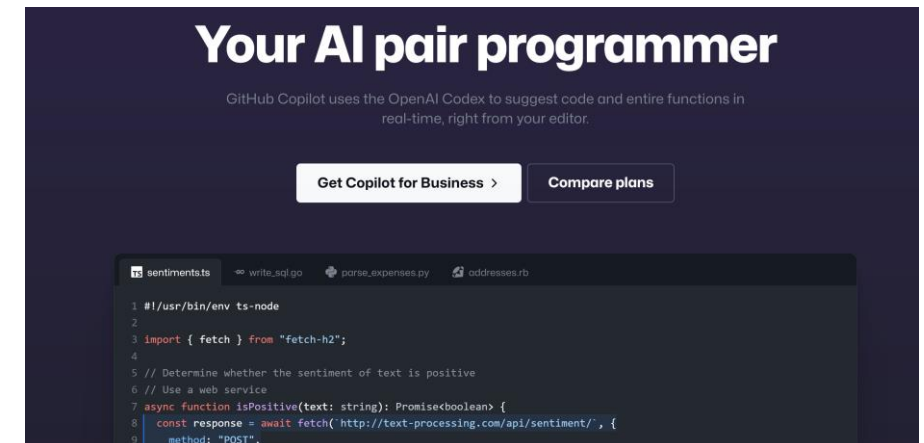 Your AI pair programmer
GitHub Copilot uses the OpenAI Codex to suggest code and entire functions in
real-time, right from your editor.
Get Copilot for Business >
Compare plans
TS sentiments.ts
write_sql.go
parse_expenses.py
addresses.rb
1 #!/usr/bin/env ts-node
2
3 import { fetch } from "fetch-h2";
4
5 // Determine whether the sentiment of text is positive
6 // Use a web service
7 async function isPositive(text: string): Promise<boolean> {
8 const response = await fetch(`http://text-processing.com/api/sentiment/`, {
9 method: "POST",